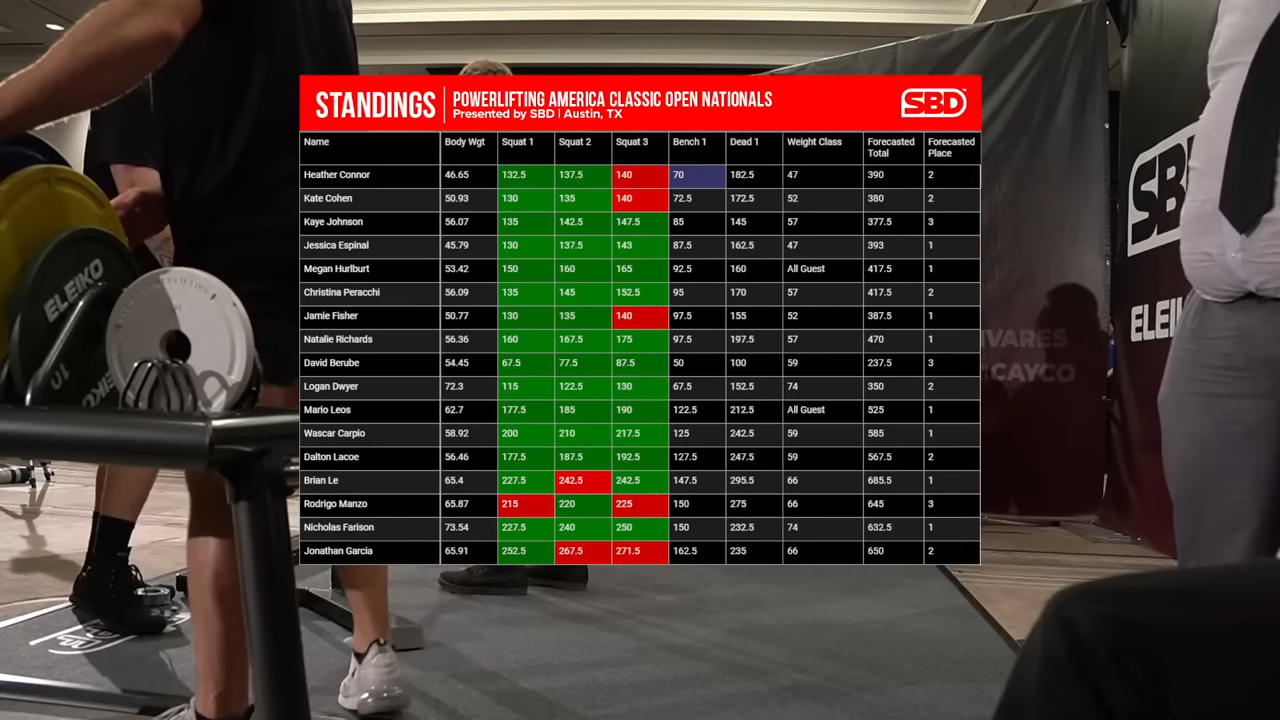 STANDINGS
POWERLIFTING AMERICA CLASSIC OPEN NATIONALS
Presented by SBD | Austin, TX
SBD
Name Body Wgt Squat 1 Squat 2 Squat 3 Bench 1 Dead 1 Weight Class Forecasted Total Forecasted Place
Heather Connor 46.65 132.5 137.5 140 70 182.5 47 390 2
Kate Cohen 50.93 130 135 140 72.5 172.5 52 380 2
Kaye Johnson 56.07 135 142.5 147.5 85 145 57 377.5 3
Jessica Espinal 45.79 130 137.5 143 87.5 162.5 47 393 1
Megan Hurlburt 53.42 150 160 165 92.5 160 All Guest 417.5 1
Christina Peracchi 56.09 135 145 152.5 95 170 57 417.5 2
Jamie Fisher 50.77 130 135 140 97.5 155 52 387.5 1
Natalie Richards 56.36 160 167.5 175 97.5 197.5 57 470 1
David Berube 54.45 67.5 77.5 87.5 50 100 59 237.5 3
Logan Dwyer 72.3 115 122.5 130 67.5 152.5 74 350 2
Mario Leos 62.7 177.5 185 190 122.5 212.5 All Guest 525 1
Wascar Carpio 58.92 200 210 217.5 125 242.5 59 585 1
Dalton Lacoe 56.46 177.5 187.5 192.5 127.5 247.5 59 567.5 2
Brian Le 65.4 227.5 242.5 242.5 147.5 295.5 66 685.5 1
Rodrigo Manzo 65.87 215 220 225 150 275 66 645 3
Nicholas Farison 73.54 227.5 240 250 150 232.5 74 632.5 1
Jonathan Garcia 65.91 252.5 267.5 271.5 162.5 235 66 650 2
ELEIKO
10